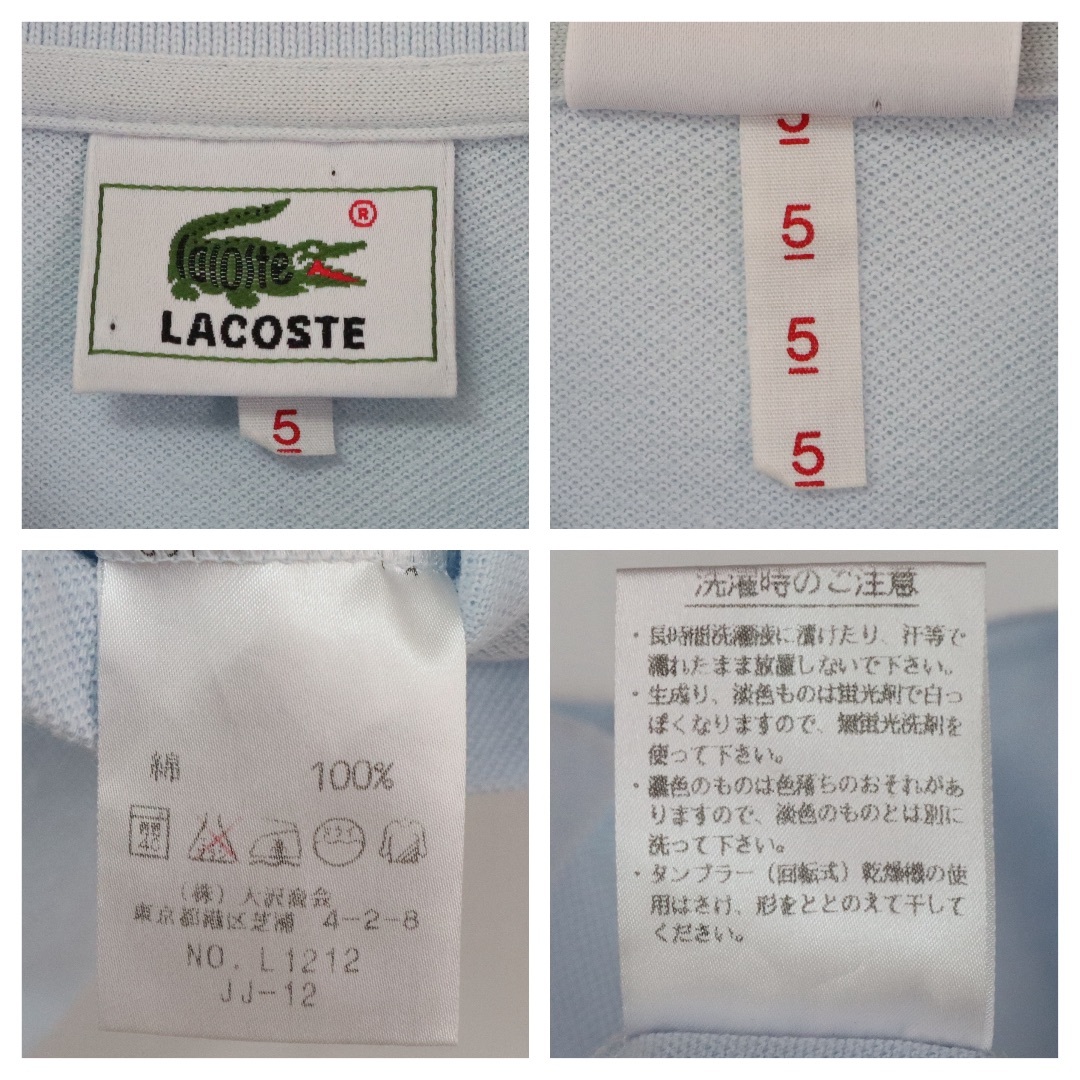 ®
lacoste
LACOSTE
5
5
5
5
5
綿 100%
40
ドライ
(株) 大沢商会
東京都港区芝浦 4-2-8
NO. L1212
JJ-12
洗濯時のご注意
・長時間洗濯液に漬けたり、汗等で
濡れたまま放置しないで下さい。
・生成り、淡色ものは蛍光剤で白っ
ぽくなりますので、無蛍光洗剤を
使って下さい。
・濃色のものは色落ちのおそれがあ
りますので、淡色のものとは別に
洗って下さい。
・タンブラー（回転式）乾燥機の使
用はさけ、形をととのえて干して
ください。